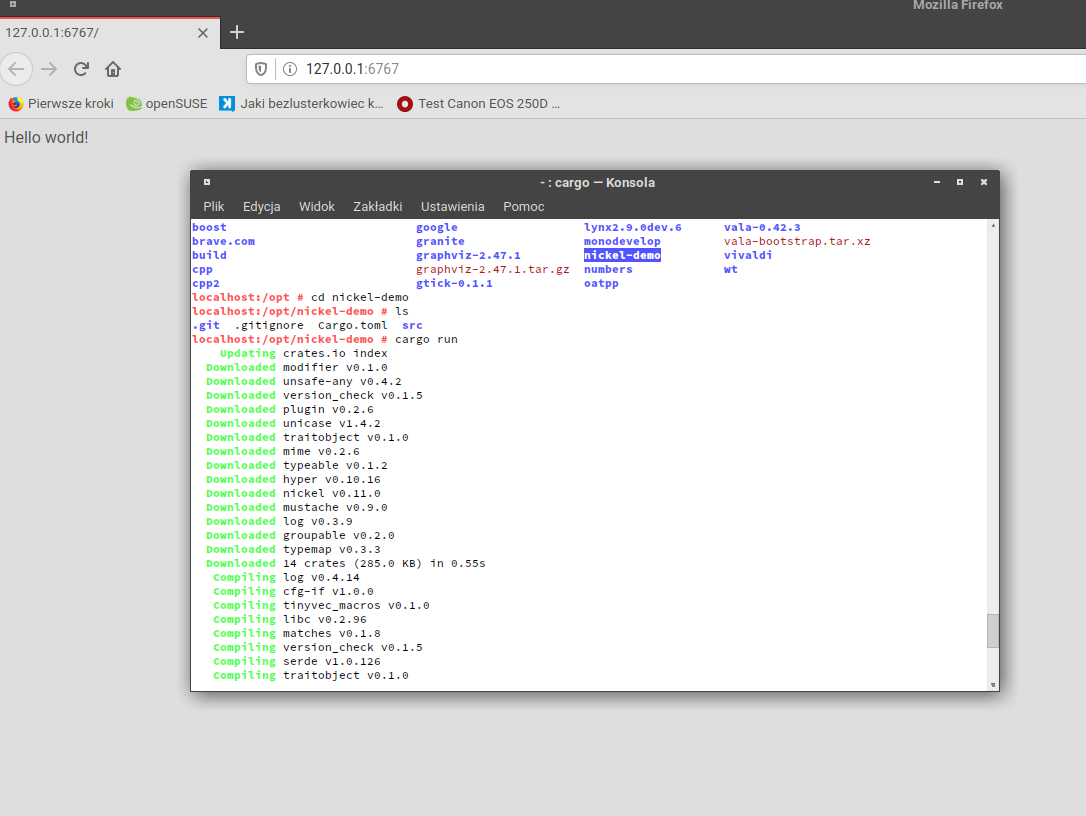 Mozilla Firefox
127.0.0.1:6767/
127.0.0.1:6767
Pierwsze kroki openSUSE Jaki bezlusterkowiec k... Test Canon EOS 250D ...
Hello world!
- : cargo — Konsola
Plik Edycja Widok Zakładki Ustawienia Pomoc
boost google lynx2.9.0dev.6 vala-0.42.3
brave.com granite monodevelop vala-bootstrap.tar.xz
build graphviz-2.47.1 nickel-demo vivaldi
cpp graphviz-2.47.1.tar.gz numbers wt
cpp2 gtick-0.1.1 oatpp
localhost:/opt # cd nickel-demo
localhost:/opt/nickel-demo # ls
.git .gitignore Cargo.toml src
localhost:/opt/nickel-demo # cargo run
Updating crates.io index
Downloaded modifier v0.1.0
Downloaded unsafe-any v0.4.2
Downloaded version_check v0.1.5
Downloaded plugin v0.2.6
Downloaded unicase v1.4.2
Downloaded traitobject v0.1.0
Downloaded mime v0.2.6
Downloaded typeable v0.1.2
Downloaded hyper v0.10.16
Downloaded nickel v0.11.0
Downloaded mustache v0.9.0
Downloaded log v0.3.9
Downloaded groupable v0.2.0
Downloaded typemap v0.3.3
Downloaded 14 crates (285.0 KB) in 0.55s
Compiling log v0.4.14
Compiling cfg-if v1.0.0
Compiling tinyvec_macros v0.1.0
Compiling libc v0.2.96
Compiling matches v0.1.8
Compiling version_check v0.1.5
Compiling serde v1.0.126
Compiling traitobject v0.1.0